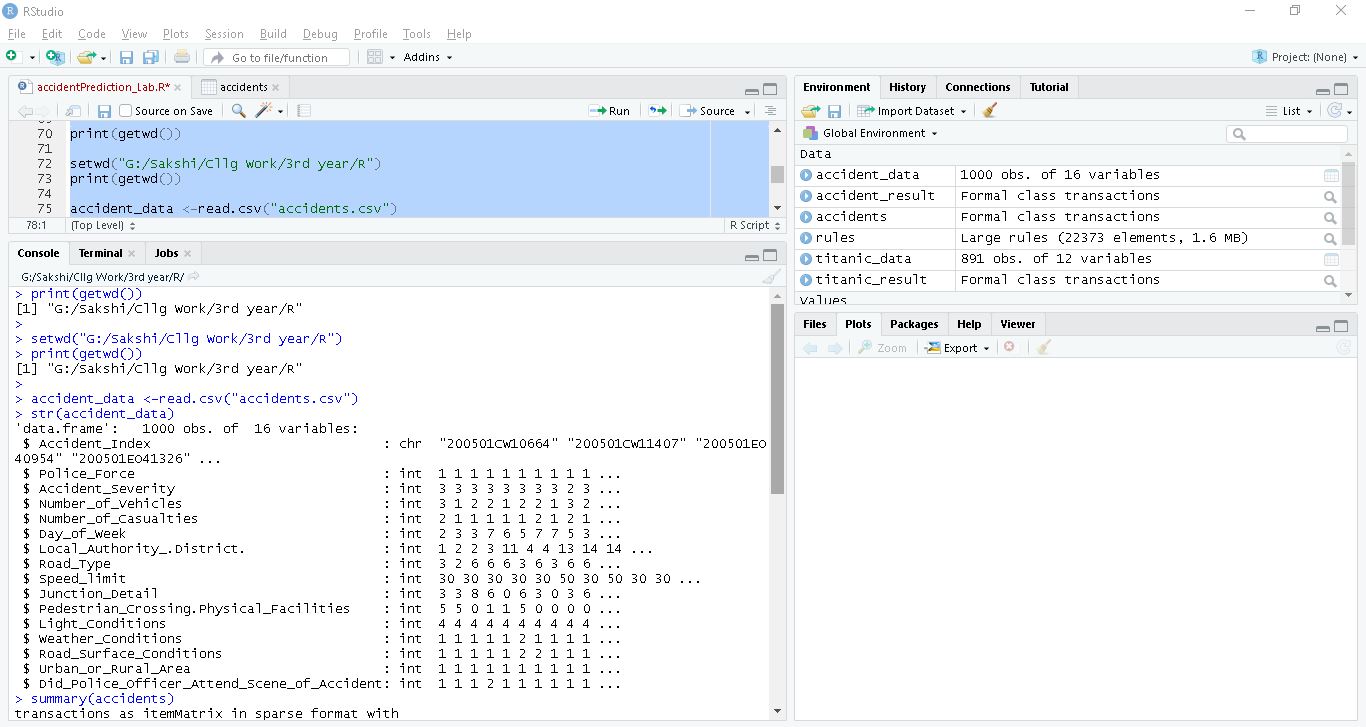 RStudio
File Edit Code View Plots Session Build Debug Profile Tools Help
Go to file/function Addins Project: (None)
accidentPrediction_Lab.R* accidents
Source on Save Run Source
70 print(getwd())
71
72 setwd("G:/Sakshi/Cllg Work/3rd year/R")
73 print(getwd())
74
75 accident_data <-read.csv("accidents.csv")
78:1 (Top Level) R Script
Console Terminal Jobs
G:/Sakshi/Cllg Work/3rd year/R/
> print(getwd())
[1] "G:/Sakshi/Cllg Work/3rd year/R"
>
> setwd("G:/Sakshi/Cllg Work/3rd year/R")
> print(getwd())
[1] "G:/Sakshi/Cllg Work/3rd year/R"
>
> accident_data <-read.csv("accidents.csv")
> str(accident_data)
'data.frame': 1000 obs. of 16 variables:
$ Accident_Index : chr "200501CW10664" "200501CW11407" "200501EO
40954" "200501EO41326" ...
$ Police_Force : int 1 1 1 1 1 1 1 1 1 1 ...
$ Accident_Severity : int 3 3 3 3 3 3 3 3 2 3 ...
$ Number_of_Vehicles : int 3 1 2 2 1 2 2 1 3 2 ...
$ Number_of_Casualties : int 2 1 1 1 1 1 2 1 2 1 ...
$ Day_of_Week : int 2 3 3 7 6 5 7 7 5 3 ...
$ Local_Authority_.District. : int 1 2 2 3 11 4 4 13 14 14 ...
$ Road_Type : int 3 2 6 6 6 3 6 3 6 6 ...
$ Speed_limit : int 30 30 30 30 30 50 30 50 30 30 ...
$ Junction_Detail : int 3 3 8 6 0 6 3 0 3 6 ...
$ Pedestrian_Crossing.Physical_Facilities : int 5 5 0 1 1 5 0 0 0 0 ...
$ Light_Conditions : int 4 4 4 4 4 4 4 4 4 4 ...
$ Weather_Conditions : int 1 1 1 1 1 2 1 1 1 1 ...
$ Road_Surface_Conditions : int 1 1 1 1 1 2 2 1 1 1 ...
$ Urban_or_Rural_Area : int 1 1 1 1 1 1 1 1 1 1 ...
$ Did_Police_Officer_Attend_Scene_of_Accident: int 1 1 1 2 1 1 1 1 1 1 ...
> summary(accidents)
transactions as itemMatrix in sparse format with
Environment History Connections Tutorial
Import Dataset List
Global Environment
Data
accident_data 1000 obs. of 16 variables
accident_result Formal class transactions
accidents Formal class transactions
rules Large rules (22373 elements, 1.6 MB)
titanic_data 891 obs. of 12 variables
titanic_result Formal class transactions
Values
Files Plots Packages Help Viewer
Zoom Export